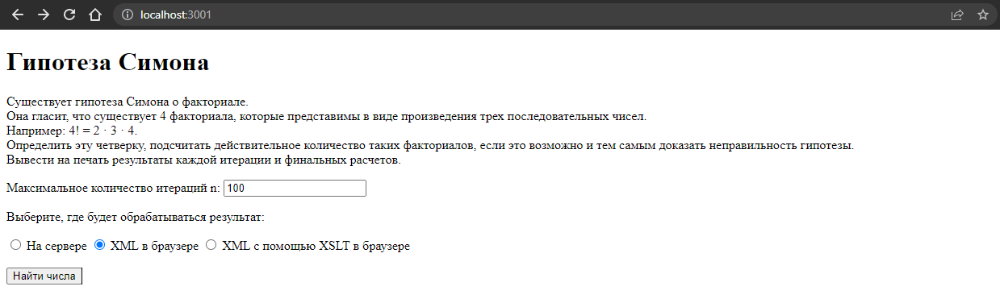 localhost:3001
Гипотеза Симона
Существует гипотеза Симона о факториале.
Она гласит, что существует 4 факториала, которые представимы в виде произведения трех последовательных чисел.
Например: 4! = 2 · 3 · 4.
Определить эту четверку, подсчитать действительное количество таких факториалов, если это возможно и тем самым доказать неправильность гипотезы.
Вывести на печать результаты каждой итерации и финальных расчетов.
Максимальное количество итераций n: 100
Выберите, где будет обрабатываться результат:
На сервере XML в браузере XML с помощью XSLT в браузере
Найти числа